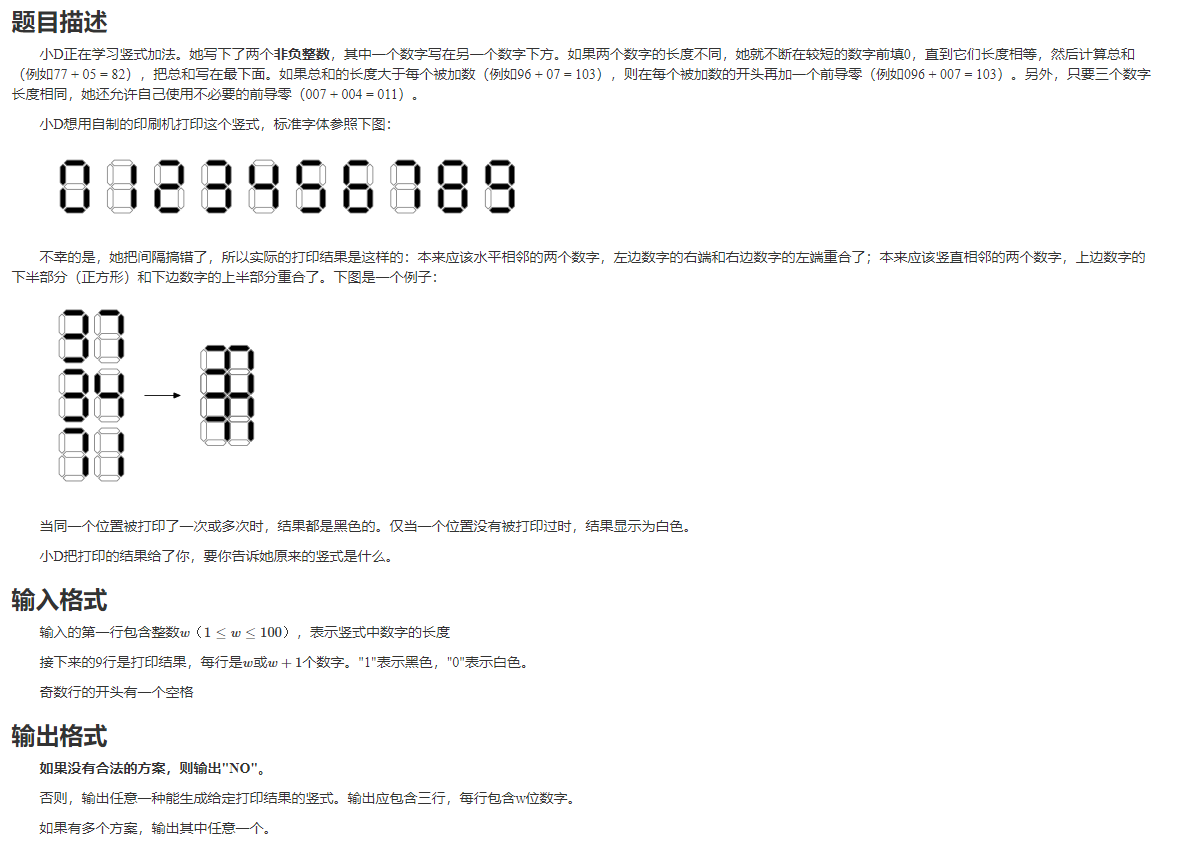 题目描述
小D正在学习竖式加法。她写下了两个非负整数，其中一个数字写在另一个数字下方。如果两个数字的长度不同，她就不断在较短的数字前填0，直到它们长度相等，然后计算总和
（例如77 + 05 = 82），把总和写在最下面。如果总和的长度大于每个被加数（例如96 + 07 = 103），则在每个被加数的开头再加一个前导零（例如096 + 007 = 103）。另外，只要三个数字
长度相同，她还允许自己使用不必要的前导零（007 + 004 = 011）。
小D想用自制的印刷机打印这个竖式，标准字体参照下图：
0 1 2 3 4 5 6 7 8 9
不幸的是，她把间隔搞错了，所以实际的打印结果是这样的：本来应该水平相邻的两个数字，左边数字的右端和右边数字的左端重合了；本来应该竖直相邻的两个数字，上边数字的
下半部分（正方形）和下边数字的上半部分重合了。下图是一个例子：
37
34
71
当同一个位置被打印了一次或多次时，结果都是黑色的。仅当一个位置没有被打印过时，结果显示为白色。
小D把打印的结果给了你，要你告诉她原来的竖式是什么。
输入格式
输入的第一行包含整数w（1 ≤ w ≤ 100），表示竖式中数字的长度
接下来的9行是打印结果，每行是w或w + 1个数字。"1"表示黑色，"0"表示白色。
奇数行的开头有一个空格
输出格式
如果没有合法的方案，则输出"NO"。
否则，输出任意一种能生成给定打印结果的竖式。输出应包含三行，每行包含w位数字。
如果有多个方案，输出其中任意一个。